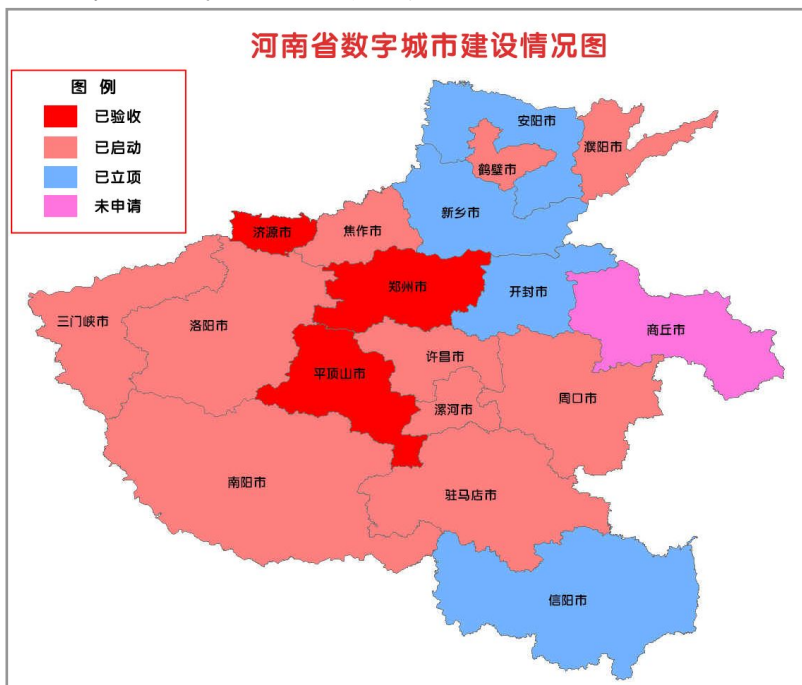 河南省数字城市建设情况图
图 例
已验收
已启动
已立项
未申请
安阳市
濮阳市
鹤壁市
新乡市
济源市
焦作市
郑州市
开封市
三门峡市
洛阳市
商丘市
许昌市
平顶山市
漯河市
周口市
南阳市
驻马店市
信阳市